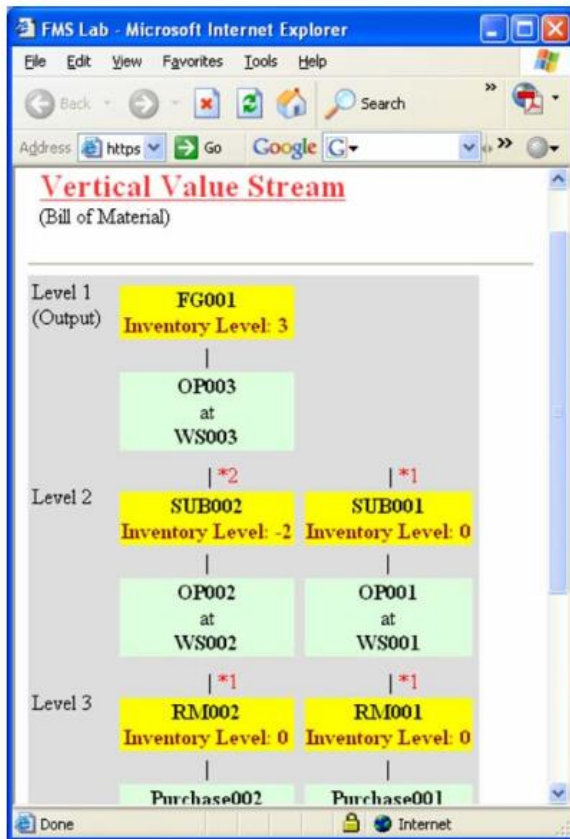 FMS Lab - Microsoft Internet Explorer
File Edit View Favorites Tools Help
Back Search »
Address https Go Google G »
Vertical Value Stream
(Bill of Material)
Level 1 FG001
(Output) Inventory Level: 3
|
OP003
at
WS003
|*2 |*1
Level 2 SUB002 SUB001
Inventory Level: -2 Inventory Level: 0
| |
OP002 OP001
at at
WS002 WS001
|*1 |*1
Level 3 RM002 RM001
Inventory Level: 0 Inventory Level: 0
| |
Purchase002 Purchase001
Done Internet